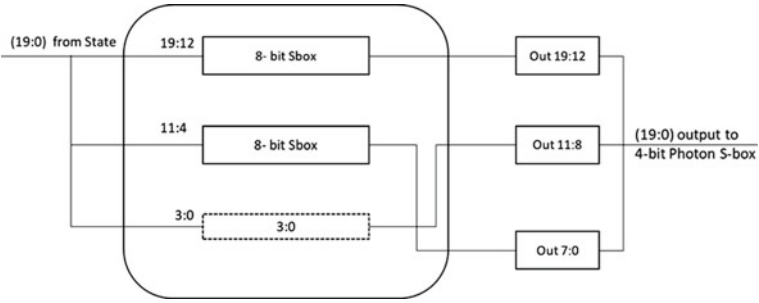 (19:0) from State
19:12
8- bit Sbox
Out 19:12
11:4
8- bit Sbox
Out 11:8
(19:0) output to
4-bit Photon S-box
3:0
3:0
Out 7:0